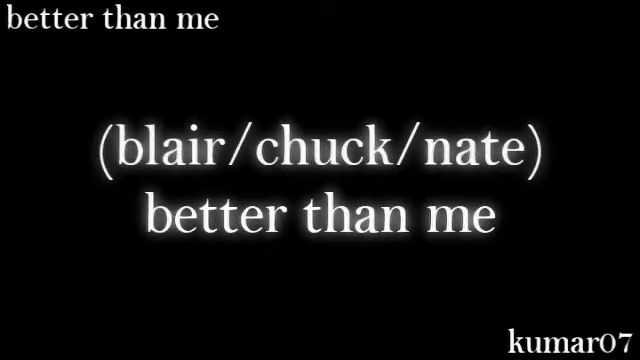 better than me
(blair/chuck/nate)
better than me
kumar07